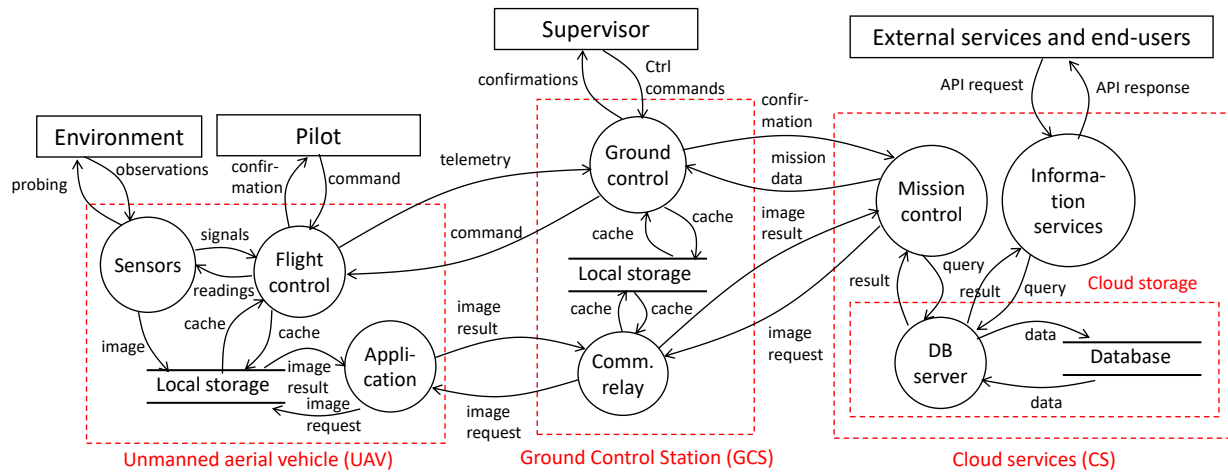 Supervisor
External services and end-users
confirmations
Ctrl
commands
API request
API response
Environment
Pilot
observations
probing
confir-
mation
command
telemetry
Ground
control
confir-
mation
mission
data
Mission
control
Informa-
tion
services
signals
Sensors
readings
Flight
control
command
cache
cache
image
result
Local storage
result
query
result
query
Cloud storage
image
cache
cache
Local storage
image
result
image
request
Appli-
cation
image
result
cache
cache
Comm.
relay
image
request
image
request
DB
server
data
Database
data
Unmanned aerial vehicle (UAV)
Ground Control Station (GCS)
Cloud services (CS)